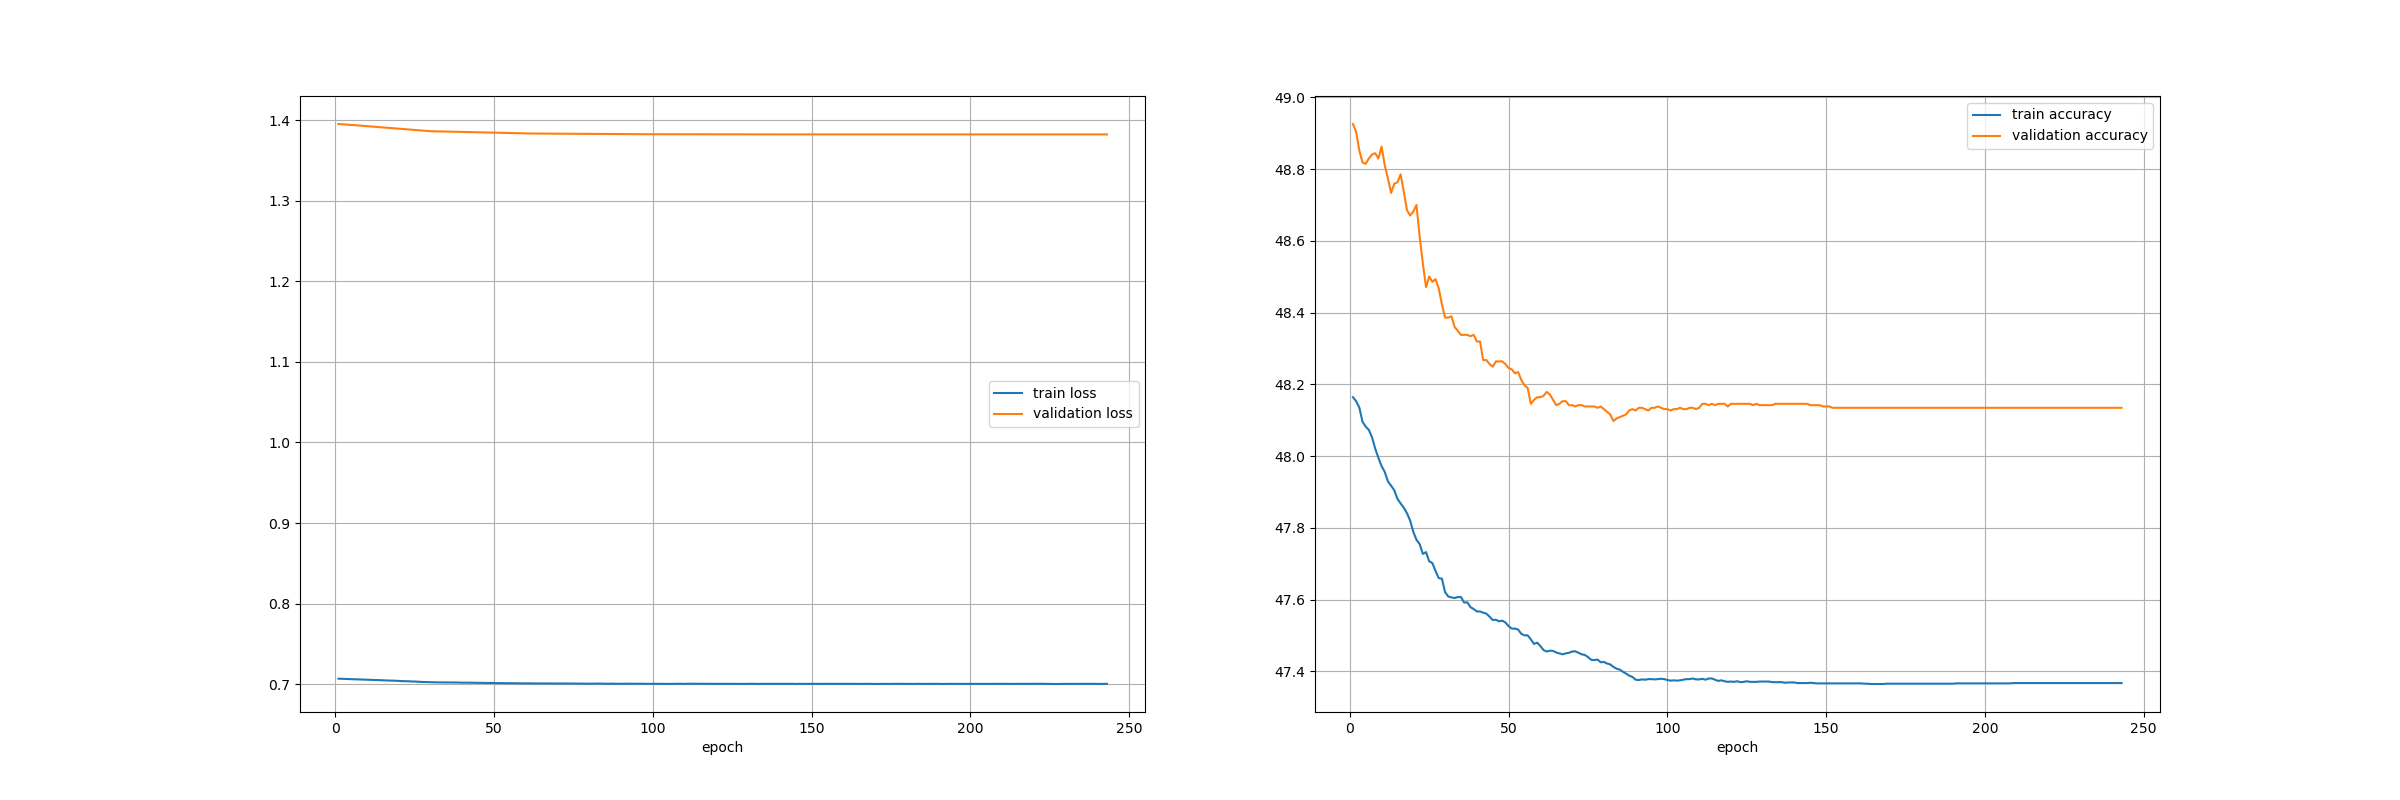 1.4
1.3
1.2
1.1
1.0
0.9
0.8
0.7
0 50 100 150 200 250
epoch
train loss
validation loss
49.0
48.8
48.6
48.4
48.2
48.0
47.8
47.6
47.4
0 50 100 150 200 250
epoch
train accuracy
validation accuracy